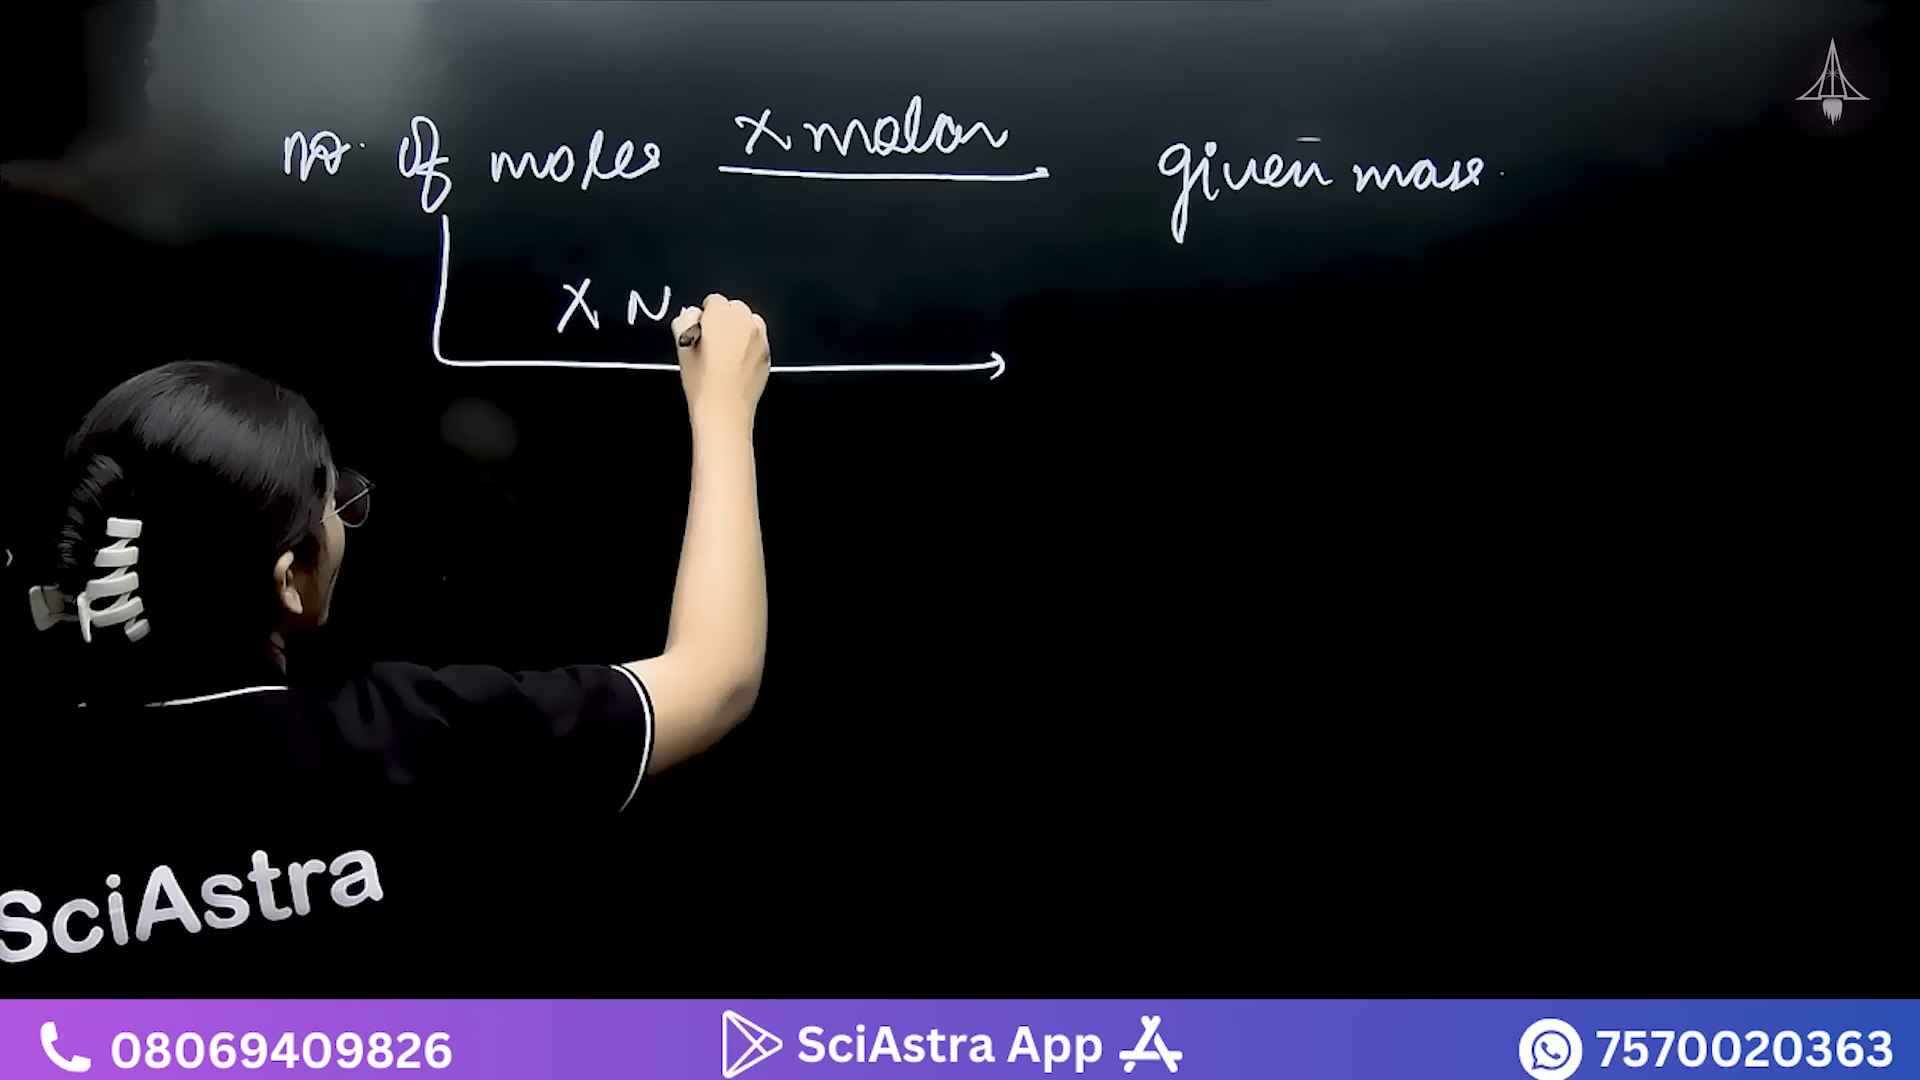 no. of moles x molar given mass
X N
SciAstra
08069409826 SciAstra App 7570020363